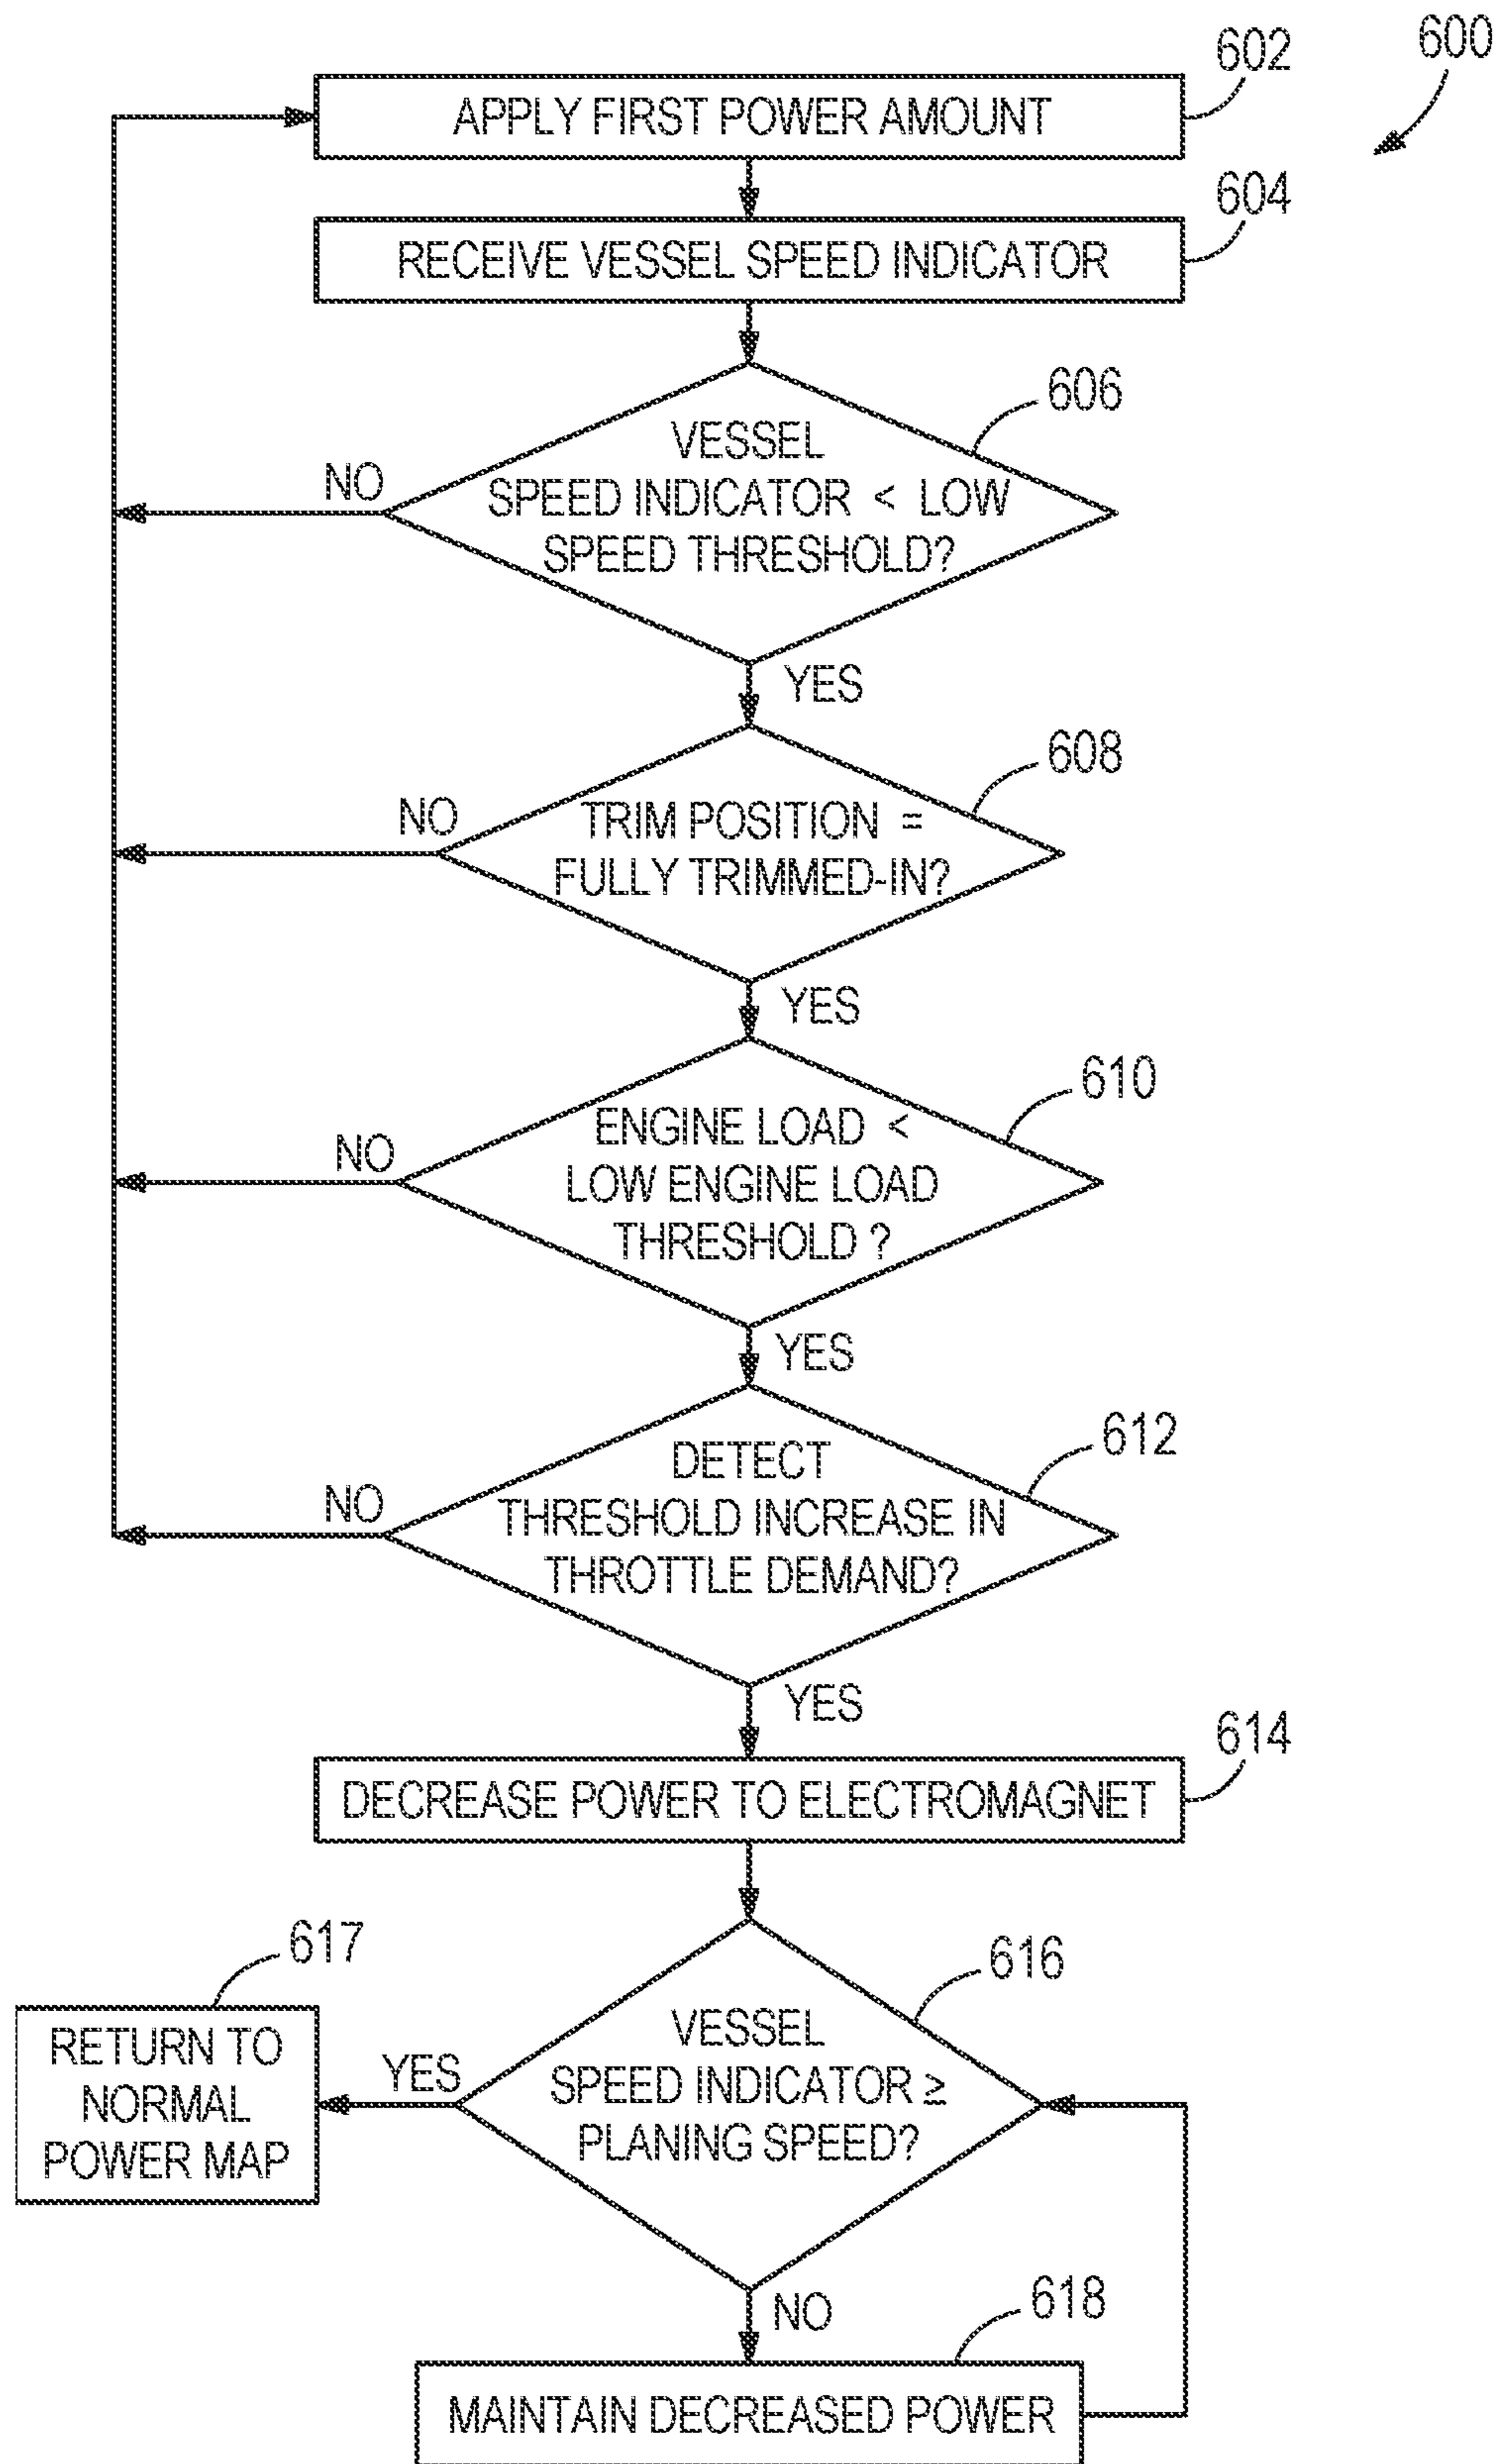 600
602
APPLY FIRST POWER AMOUNT
604
RECEIVE VESSEL SPEED INDICATOR
606
VESSEL
SPEED INDICATOR < LOW
SPEED THRESHOLD?
NO
YES
608
TRIM POSITION =
FULLY TRIMMED-IN?
NO
YES
610
ENGINE LOAD <
LOW ENGINE LOAD
THRESHOLD ?
NO
YES
612
DETECT
THRESHOLD INCREASE IN
THROTTLE DEMAND?
NO
YES
614
DECREASE POWER TO ELECTROMAGNET
616
VESSEL
SPEED INDICATOR ≥
PLANING SPEED?
YES
617
RETURN TO
NORMAL
POWER MAP
NO
618
MAINTAIN DECREASED POWER